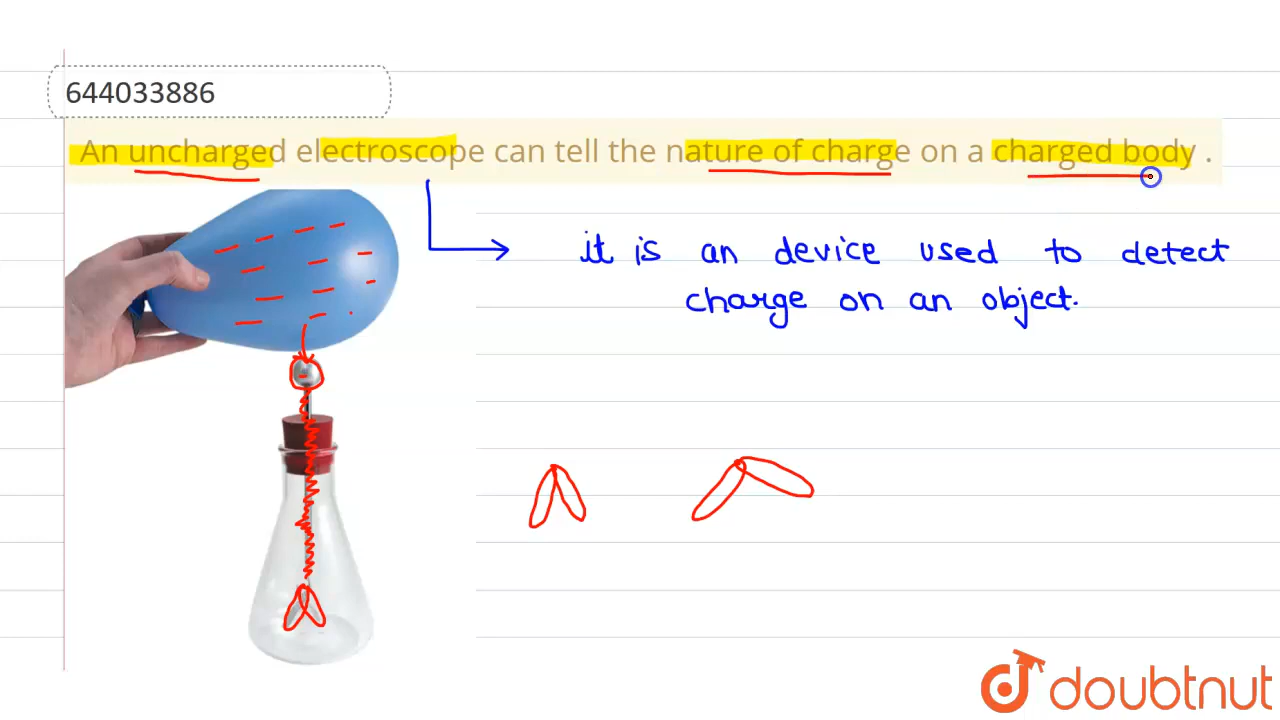 644033886
An uncharged electroscope can tell the nature of charge on a charged body .
it is an device used to detect
charge on an object.
doubtnut